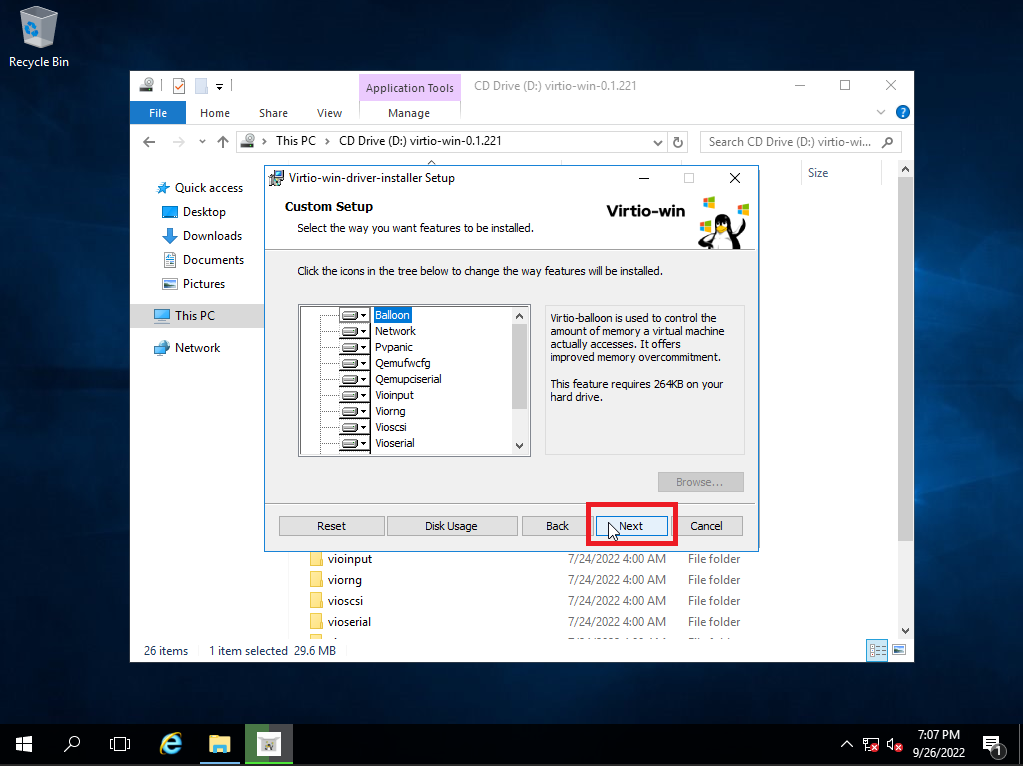 Recycle Bin
Application Tools
CD Drive (D:) virtio-win-0.1.221
File
Home
Share
View
Manage
?
This PC
CD Drive (D:) virtio-win-0.1.221
Search CD Drive (D:) virtio-wi...
Quick access
Desktop
Downloads
Documents
Pictures
This PC
Network
Size
Virtio-win-driver-installer Setup
Custom Setup
Select the way you want features to be installed.
Virtio-win
Click the icons in the tree below to change the way features will be installed.
Balloon
Network
Pvpanic
Qemufwcfg
Qemupciserial
Vioinput
Viorng
Vioscsi
Vioserial
Virtio-balloon is used to control the
amount of memory a virtual machine
actually accesses. It offers
improved memory overcommitment.
This feature requires 264KB on your
hard drive.
Browse...
Reset
Disk Usage
Back
Next
Cancel
vioinput 7/24/2022 4:00 AM File folder
viorng 7/24/2022 4:00 AM File folder
vioscsi 7/24/2022 4:00 AM File folder
vioserial 7/24/2022 4:00 AM File folder
26 items 1 item selected 29.6 MB
7:07 PM
9/26/2022
1